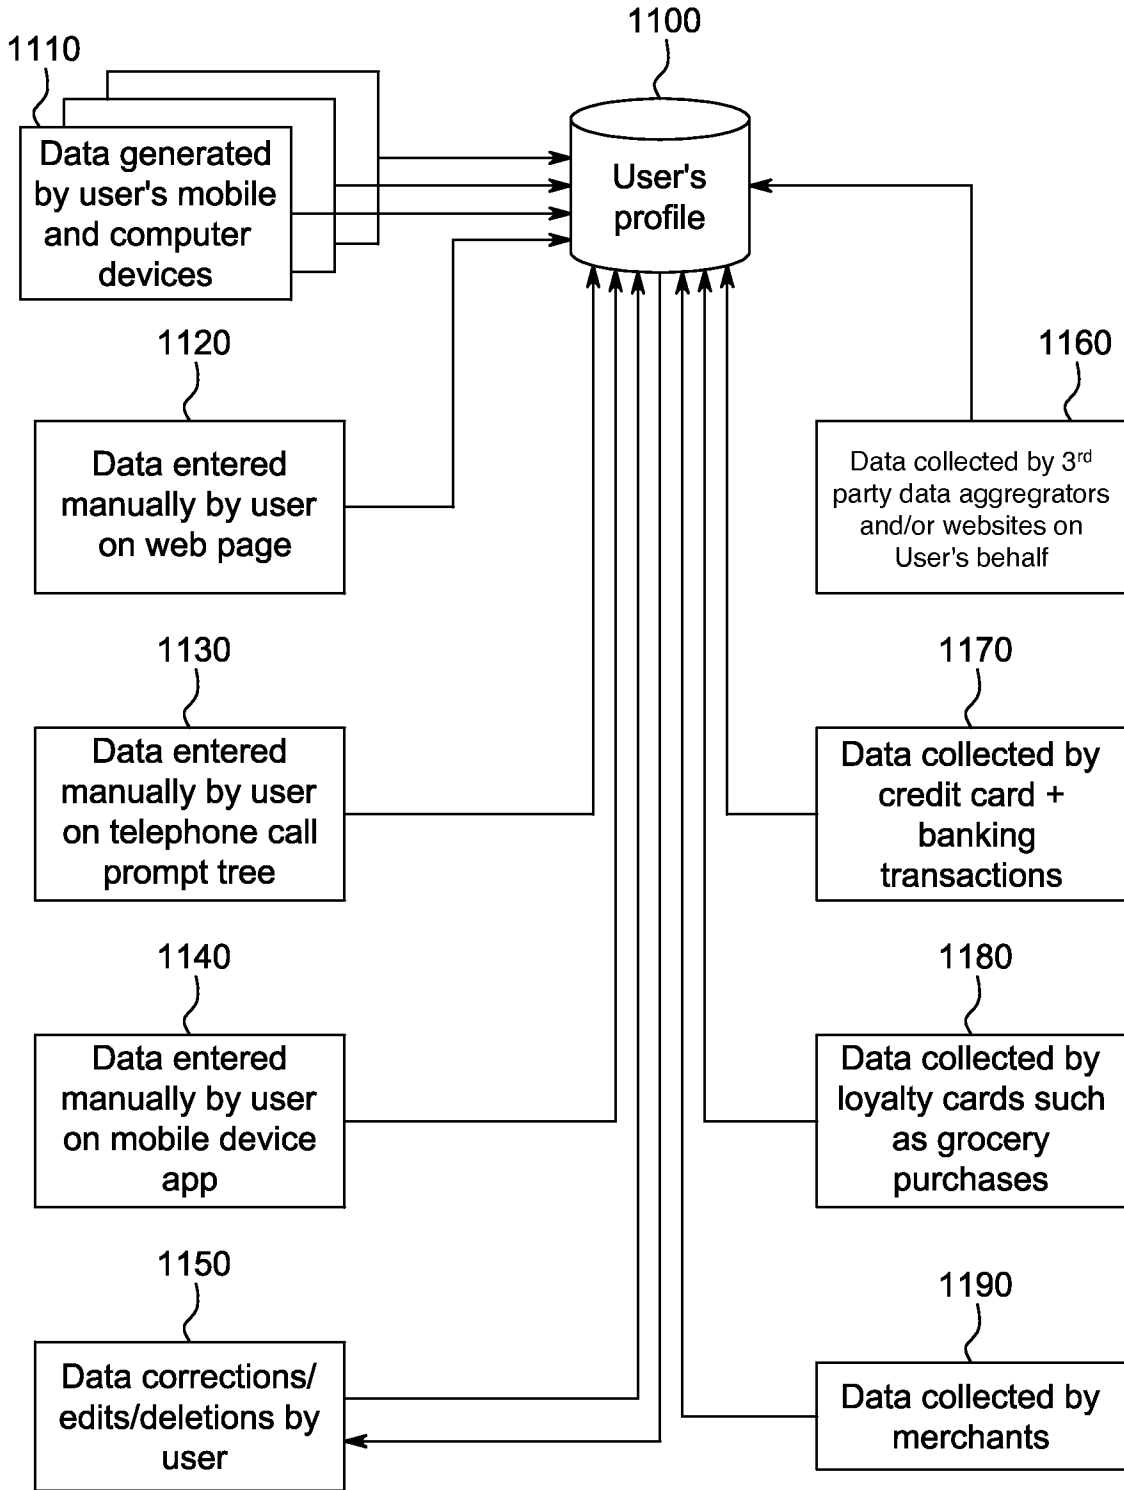 1100
1110
Data generated
by user's mobile
and computer
devices
User's
profile
1120
Data entered
manually by user
on web page
1160
Data collected by 3rd
party data aggregrators
and/or websites on
User's behalf
1130
Data entered
manually by user
on telephone call
prompt tree
1170
Data collected by
credit card +
banking
transactions
1140
Data entered
manually by user
on mobile device
app
1180
Data collected by
loyalty cards such
as grocery
purchases
1150
Data corrections/
edits/deletions by
user
1190
Data collected by
merchants